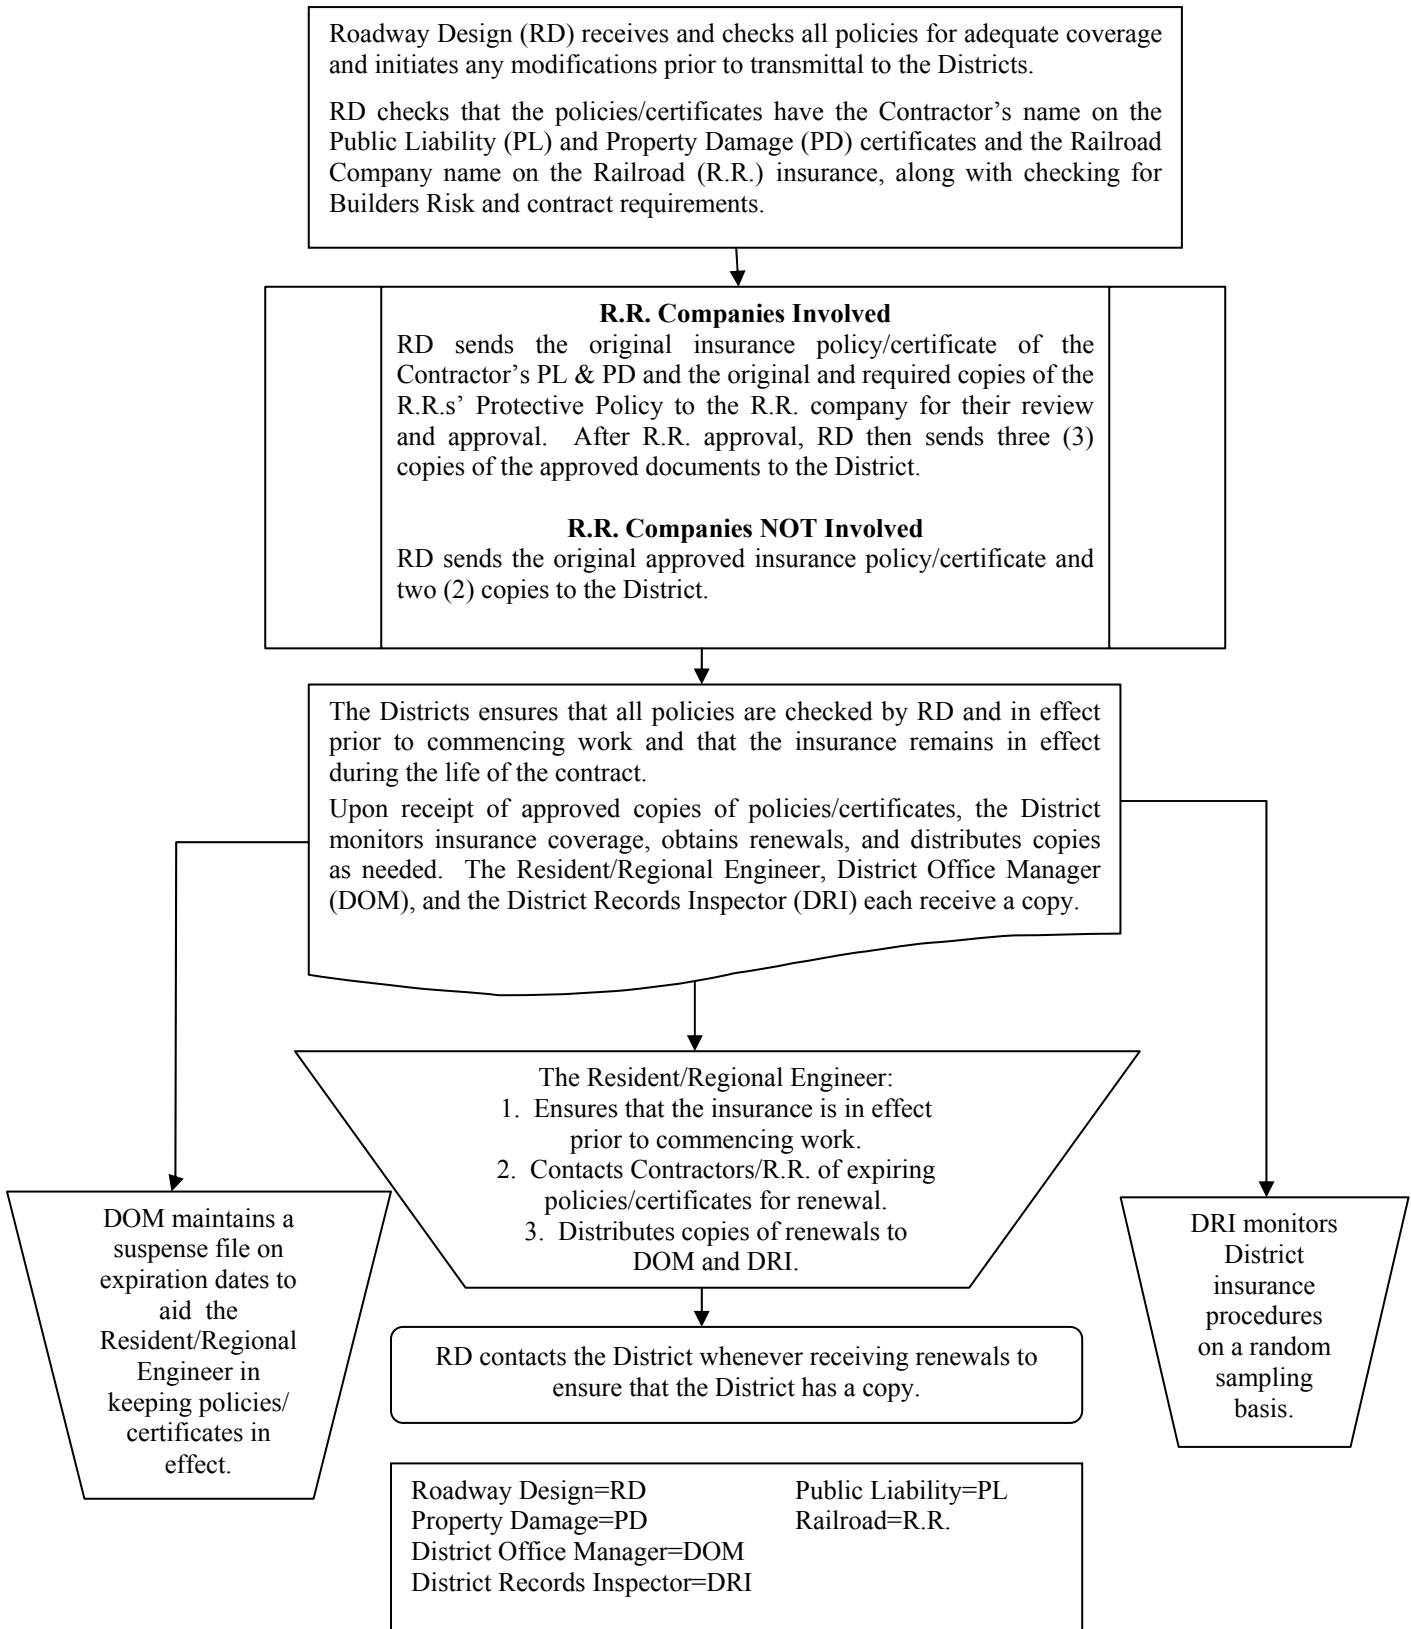 Roadway Design (RD) receives and checks all policies for adequate coverage
and initiates any modifications prior to transmittal to the Districts.
RD checks that the policies/certificates have the Contractor’s name on the
Public Liability (PL) and Property Damage (PD) certificates and the Railroad
Company name on the Railroad (R.R.) insurance, along with checking for
Builders Risk and contract requirements.
R.R. Companies Involved
RD sends the original insurance policy/certificate of the
Contractor’s PL & PD and the original and required copies of the
R.R.s’ Protective Policy to the R.R. company for their review
and approval. After R.R. approval, RD then sends three (3)
copies of the approved documents to the District.
R.R. Companies NOT Involved
RD sends the original approved insurance policy/certificate and
two (2) copies to the District.
The Districts ensures that all policies are checked by RD and in effect
prior to commencing work and that the insurance remains in effect
during the life of the contract.
Upon receipt of approved copies of policies/certificates, the District
monitors insurance coverage, obtains renewals, and distributes copies
as needed. The Resident/Regional Engineer, District Office Manager
(DOM), and the District Records Inspector (DRI) each receive a copy.
The Resident/Regional Engineer:
1. Ensures that the insurance is in effect
prior to commencing work.
2. Contacts Contractors/R.R. of expiring
policies/certificates for renewal.
3. Distributes copies of renewals to
DOM and DRI.
DOM maintains a
suspense file on
expiration dates to
aid the
Resident/Regional
Engineer in
keeping policies/
certificates in
effect.
DRI monitors
District
insurance
procedures
on a random
sampling
basis.
RD contacts the District whenever receiving renewals to
ensure that the District has a copy.
Roadway Design=RD Public Liability=PL
Property Damage=PD Railroad=R.R.
District Office Manager=DOM
District Records Inspector=DRI